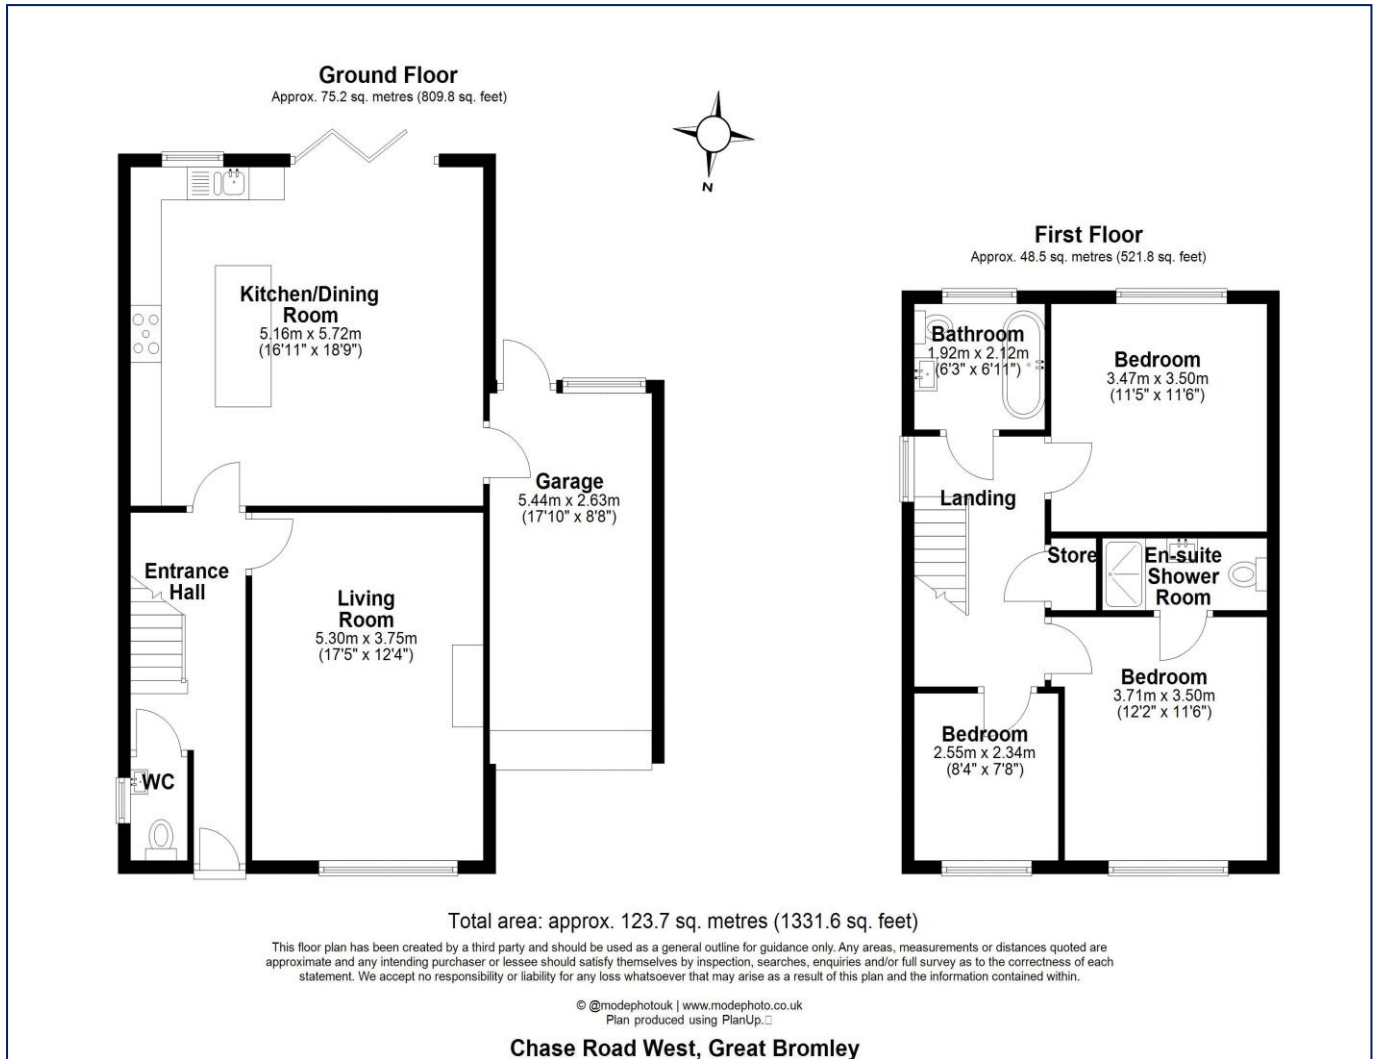 Ground Floor
Approx. 75.2 sq. metres (809.8 sq. feet)
N
Kitchen/Dining
Room
5.16m x 5.72m
(16'11" x 18'9")
Garage
5.44m x 2.63m
(17'10" x 8'8")
Entrance
Hall
Living
Room
5.30m x 3.75m
(17'5" x 12'4")
WC
First Floor
Approx. 48.5 sq. metres (521.8 sq. feet)
Bathroom
1.92m x 2.12m
(6'3" x 6'11")
Bedroom
3.47m x 3.50m
(11'5" x 11'6")
Landing
Store
En-suite
Shower
Room
Bedroom
3.71m x 3.50m
(12'2" x 11'6")
Bedroom
2.55m x 2.34m
(8'4" x 7'8")
Total area: approx. 123.7 sq. metres (1331.6 sq. feet)
This floor plan has been created by a third party and should be used as a general outline for guidance only. Any areas, measurements or distances quoted are
approximate and any intending purchaser or lessee should satisfy themselves by inspection, searches, enquiries and/or full survey as to the correctness of each
statement. We accept no responsibility or liability for any loss whatsoever that may arise as a result of this plan and the information contained within.
© @modephotouk | www.modephoto.co.uk
Plan produced using PlanUp.
Chase Road West, Great Bromley